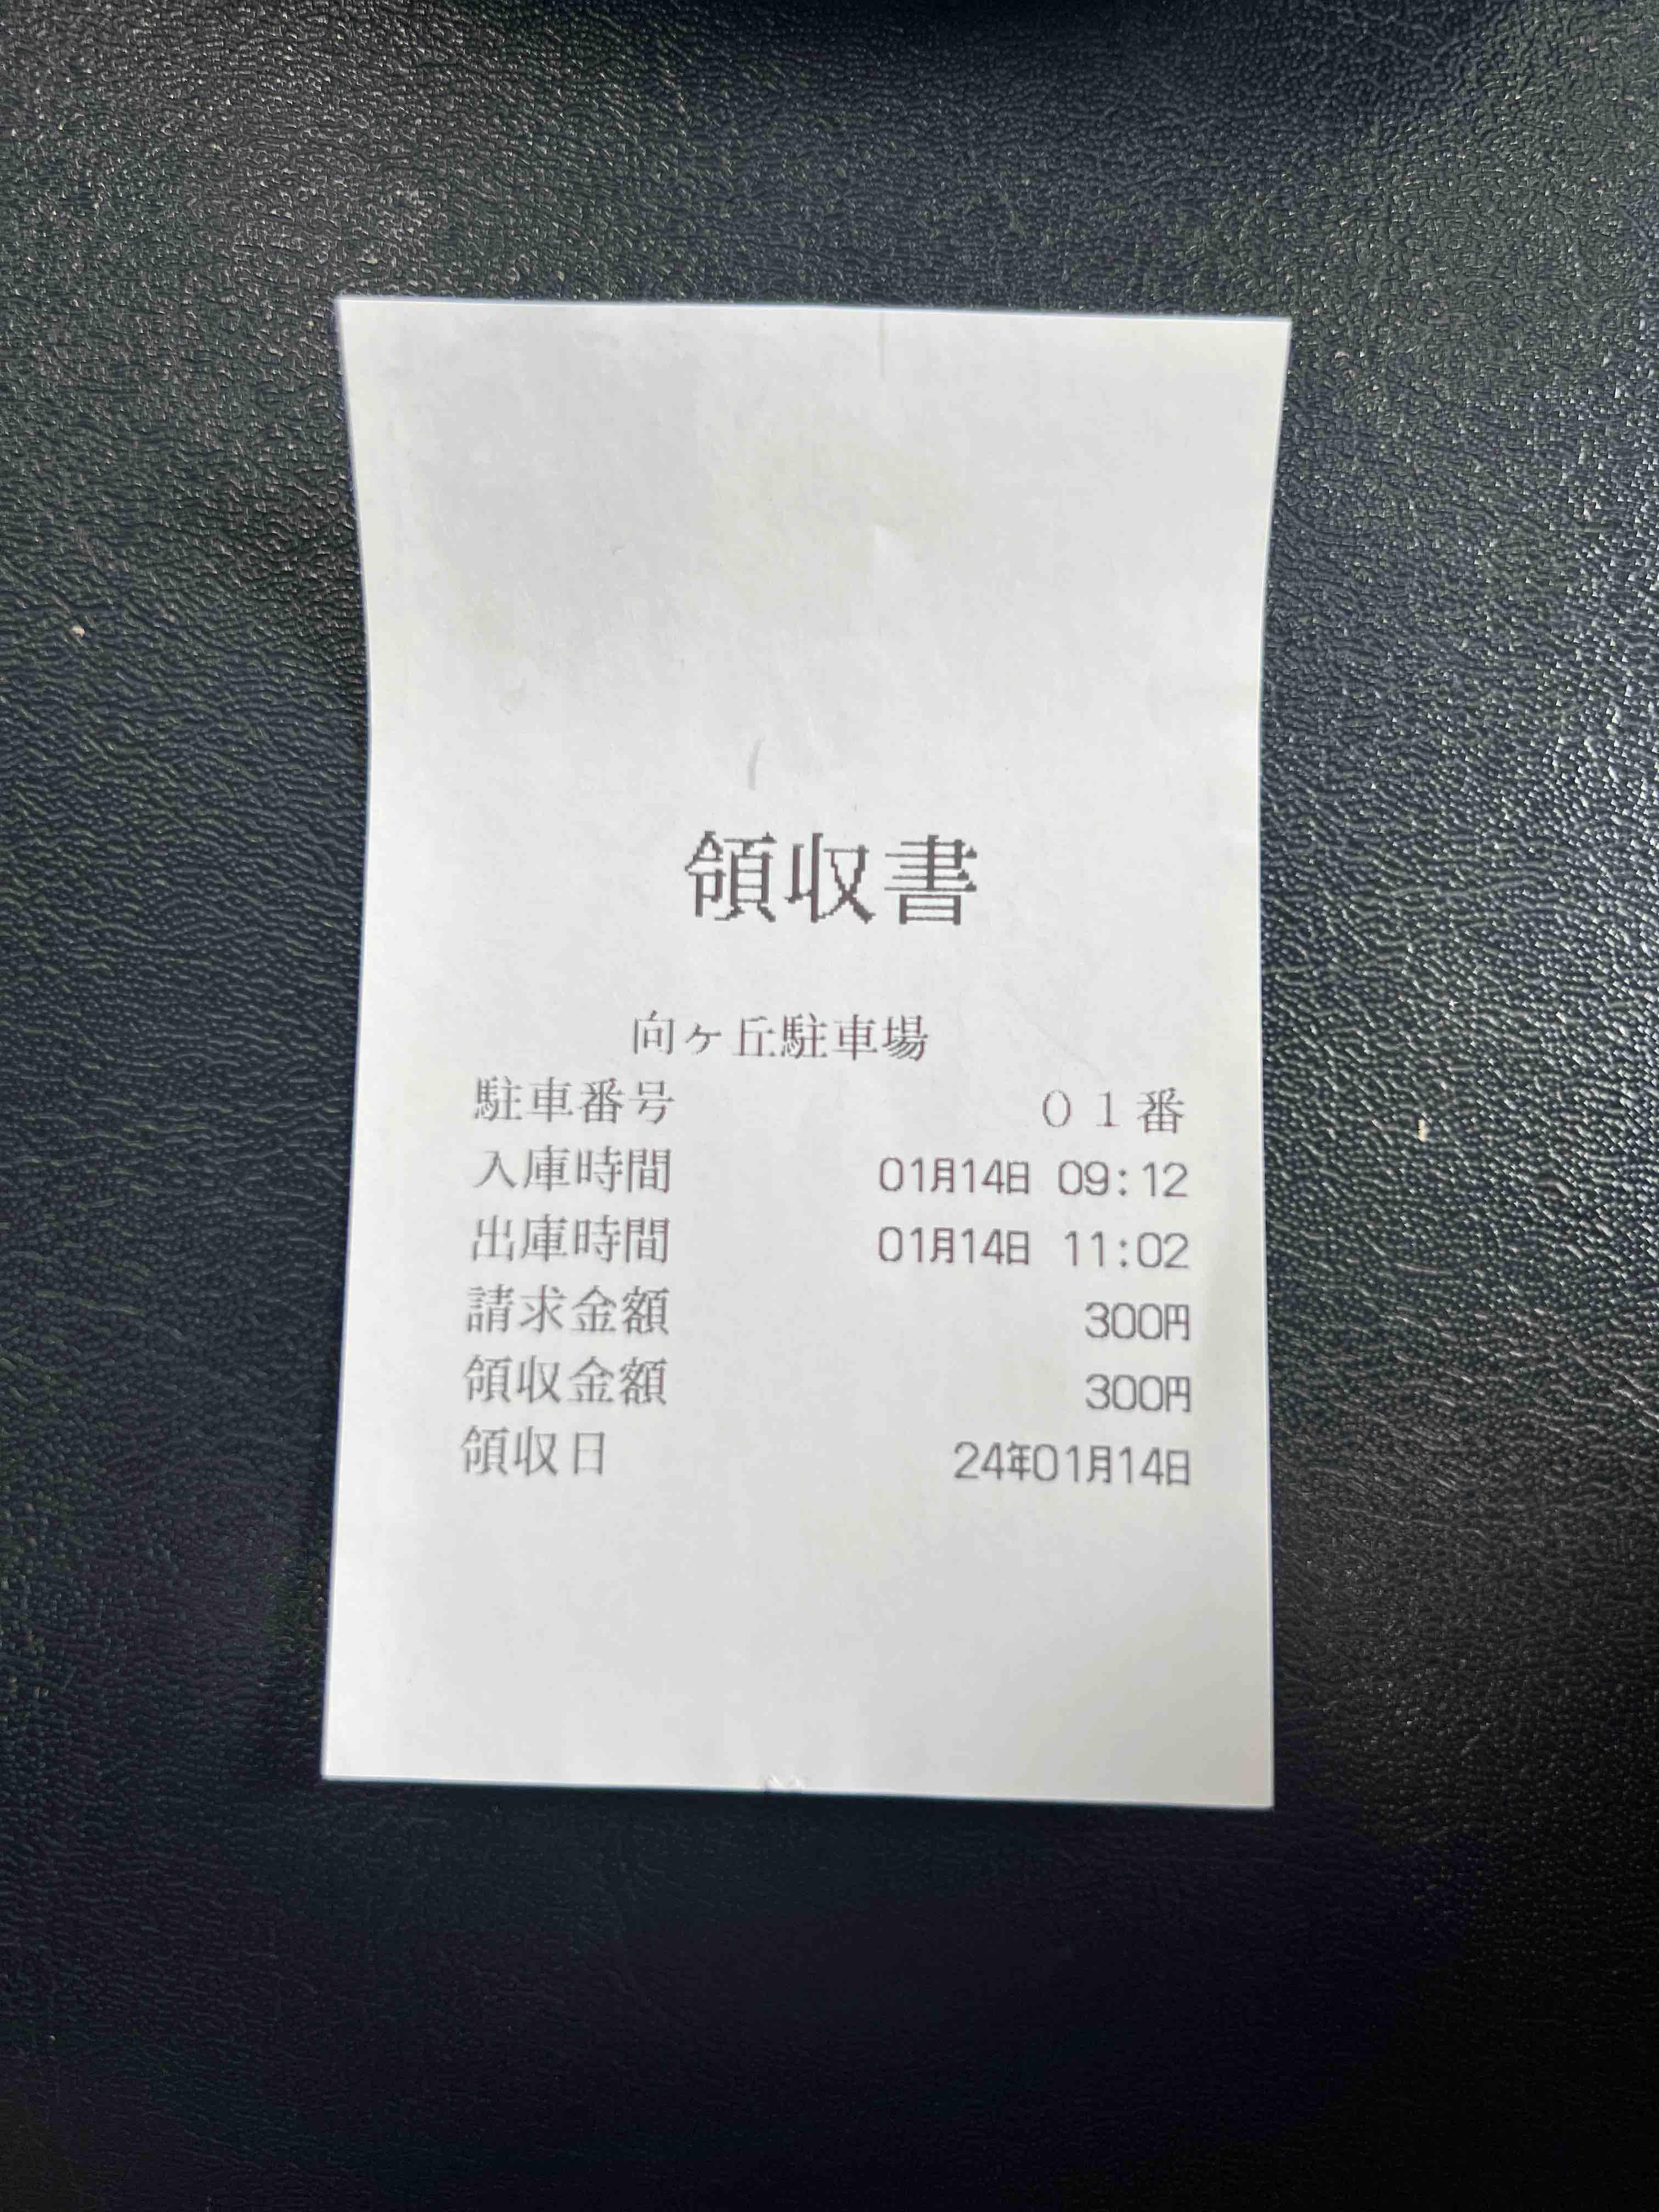 領収書
向ヶ丘駐車場
駐車番号 01番
入庫時間 01月14日 09:12
出庫時間 01月14日 11:02
請求金額 300円
領収金額 300円
領収日 24年01月14日